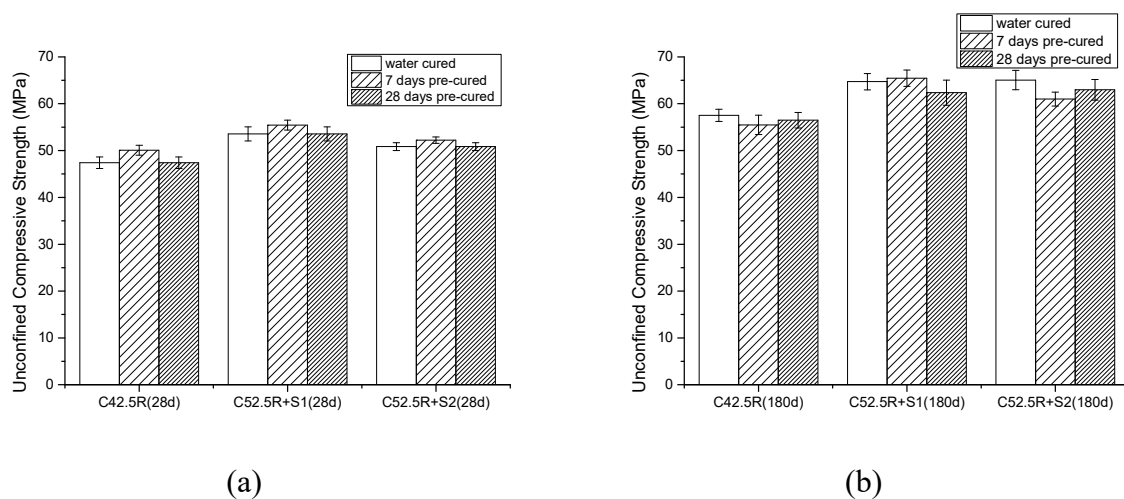 water cured
7 days pre-cured
28 days pre-cured
Unconfined Compressive Strength (MPa)
70
60
50
40
30
20
10
0
C42.5R(28d)
C52.5R+S1(28d)
C52.5R+S2(28d)
(a)
water cured
7 days pre-cured
28 days pre-cured
Unconfined Compressive Strength (MPa)
70
60
50
40
30
20
10
0
C42.5R(180d)
C52.5R+S1(180d)
C52.5R+S2(180d)
(b)